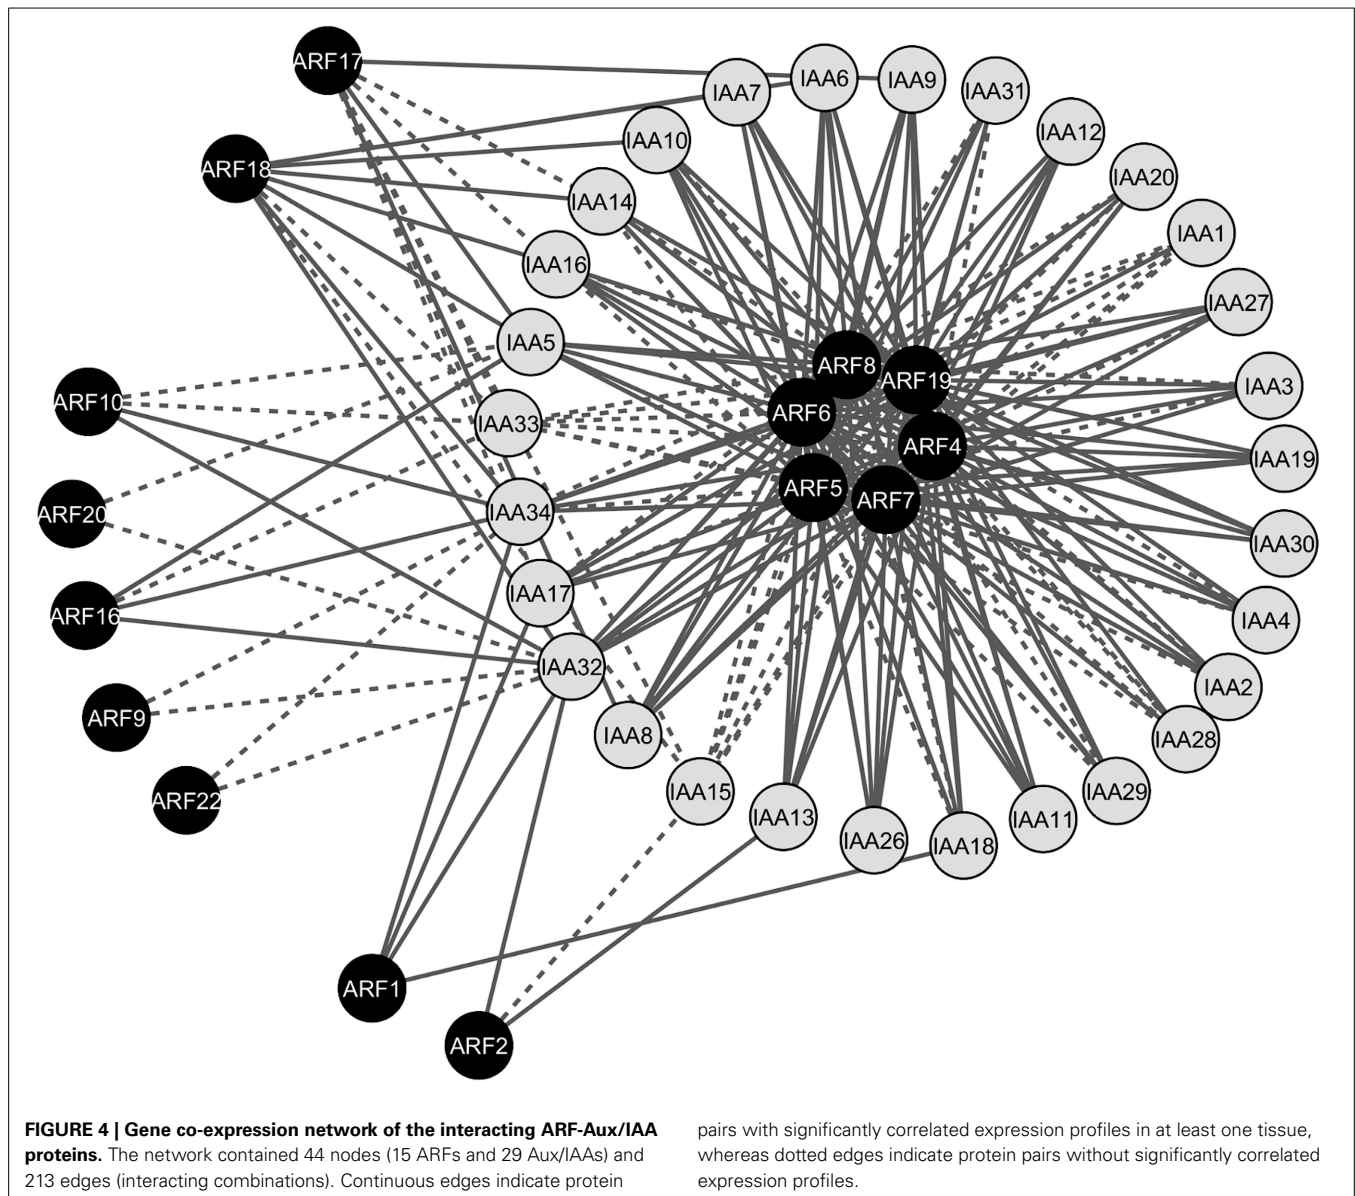 ARF17
IAA7
IAA6
IAA9
IAA31
IAA12
IAA10
ARF18
IAA20
IAA14
IAA1
IAA16
IAA27
IAA5
ARF8
ARF19
IAA3
ARF10
ARF6
IAA33
ARF4
IAA19
ARF5
ARF7
IAA34
ARF20
IAA30
IAA17
ARF16
IAA4
IAA32
IAA2
ARF9
IAA8
IAA28
ARF22
IAA15
IAA29
IAA13
IAA11
IAA26
IAA18
ARF1
ARF2
FIGURE 4 | Gene co-expression network of the interacting ARF-Aux/IAA
proteins. The network contained 44 nodes (15 ARFs and 29 Aux/IAAs) and
213 edges (interacting combinations). Continuous edges indicate protein
pairs with significantly correlated expression profiles in at least one tissue,
whereas dotted edges indicate protein pairs without significantly correlated
expression profiles.